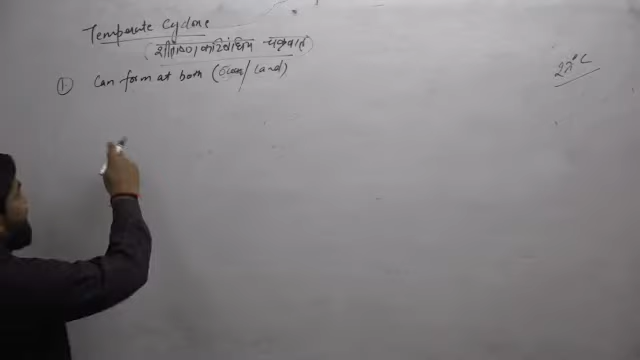 Temperate Cyclone
(शीतोष्ण कटिबंधिय चक्रवात)
① Can form at both (Ocean/Land)
27°C